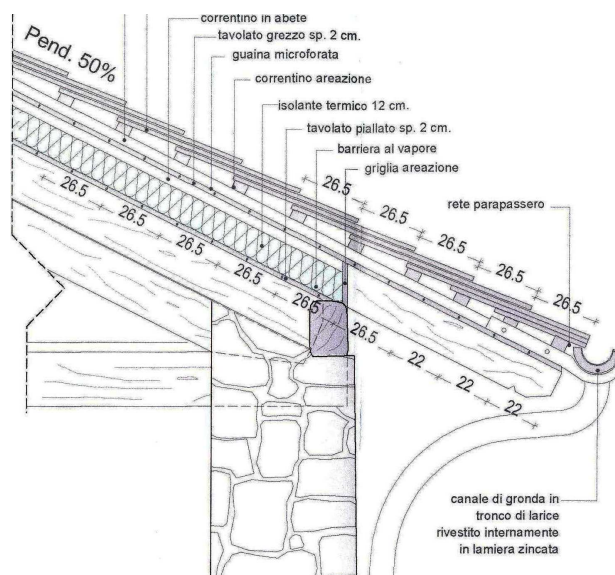 correntino in abete
tavolato grezzo sp. 2 cm.
Pend. 50%
guaina microforata
correntino areazione
isolante termico 12 cm.
tavolato piallato sp. 2 cm.
barriera al vapore
griglia areazione
rete parapassero
26.5
26.5
26.5
26.5
26.5
26.5
26.5
26.5
26.5
26.5
26.5
22
22
22
canale di gronda in
tronco di larice
rivestito internamente
in lamiera zincata